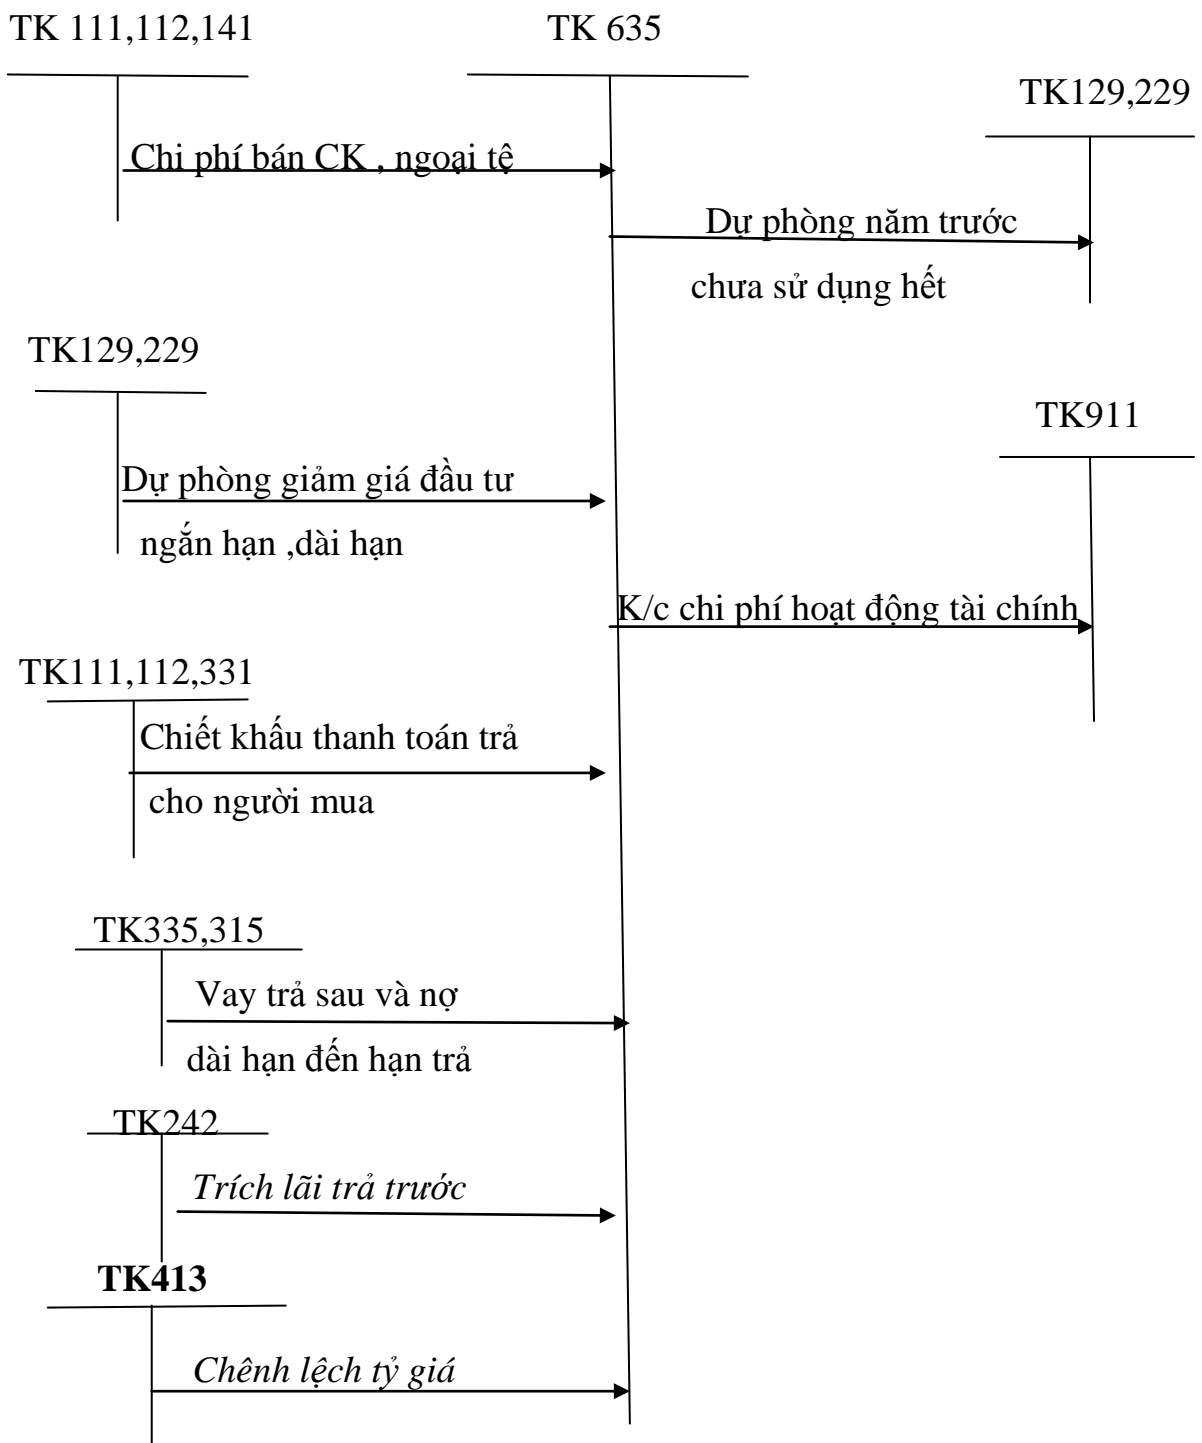 TK 111,112,141
TK 635
TK129,229
Chi phí bán CK , ngoại tệ
Dự phòng năm trước
chưa sử dụng hết
TK129,229
TK911
Dự phòng giảm giá đầu tư
ngắn hạn ,dài hạn
K/c chi phí hoạt động tài chính
TK111,112,331
Chiết khấu thanh toán trả
cho người mua
TK335,315
Vay trả sau và nợ
dài hạn đến hạn trả
TK242
Trích lãi trả trước
TK413
Chênh lệch tỷ giá